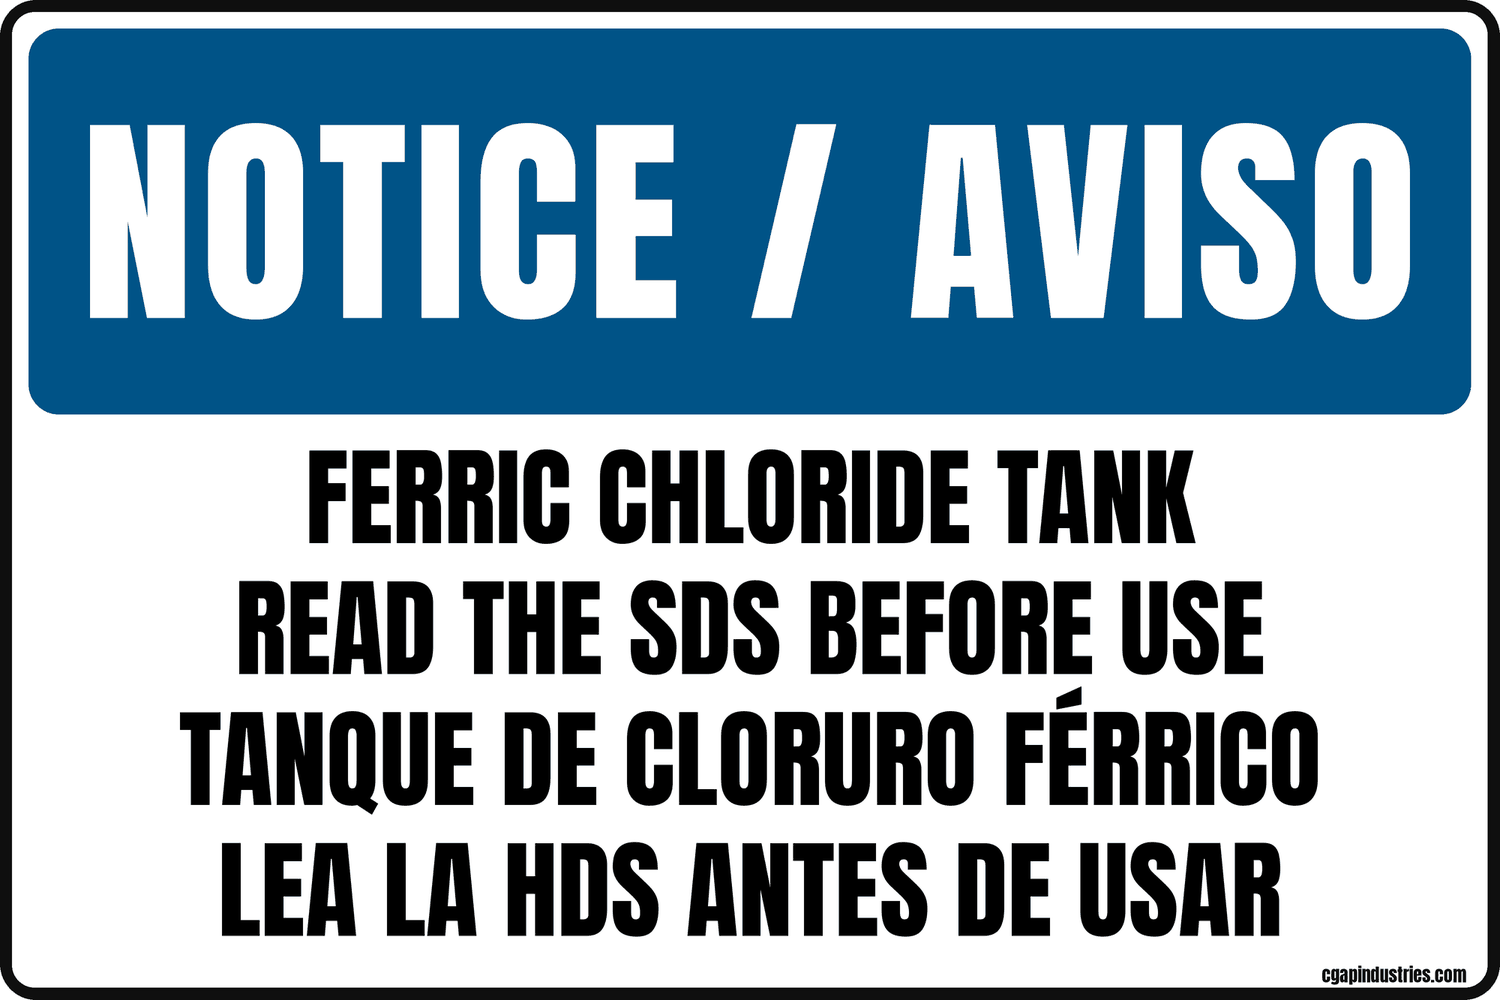 NOTICE / AVISO
FERRIC CHLORIDE TANK
READ THE SDS BEFORE USE
TANQUE DE CLORURO FÉRRICO
LEA LA HDS ANTES DE USAR
cgapindustries.com